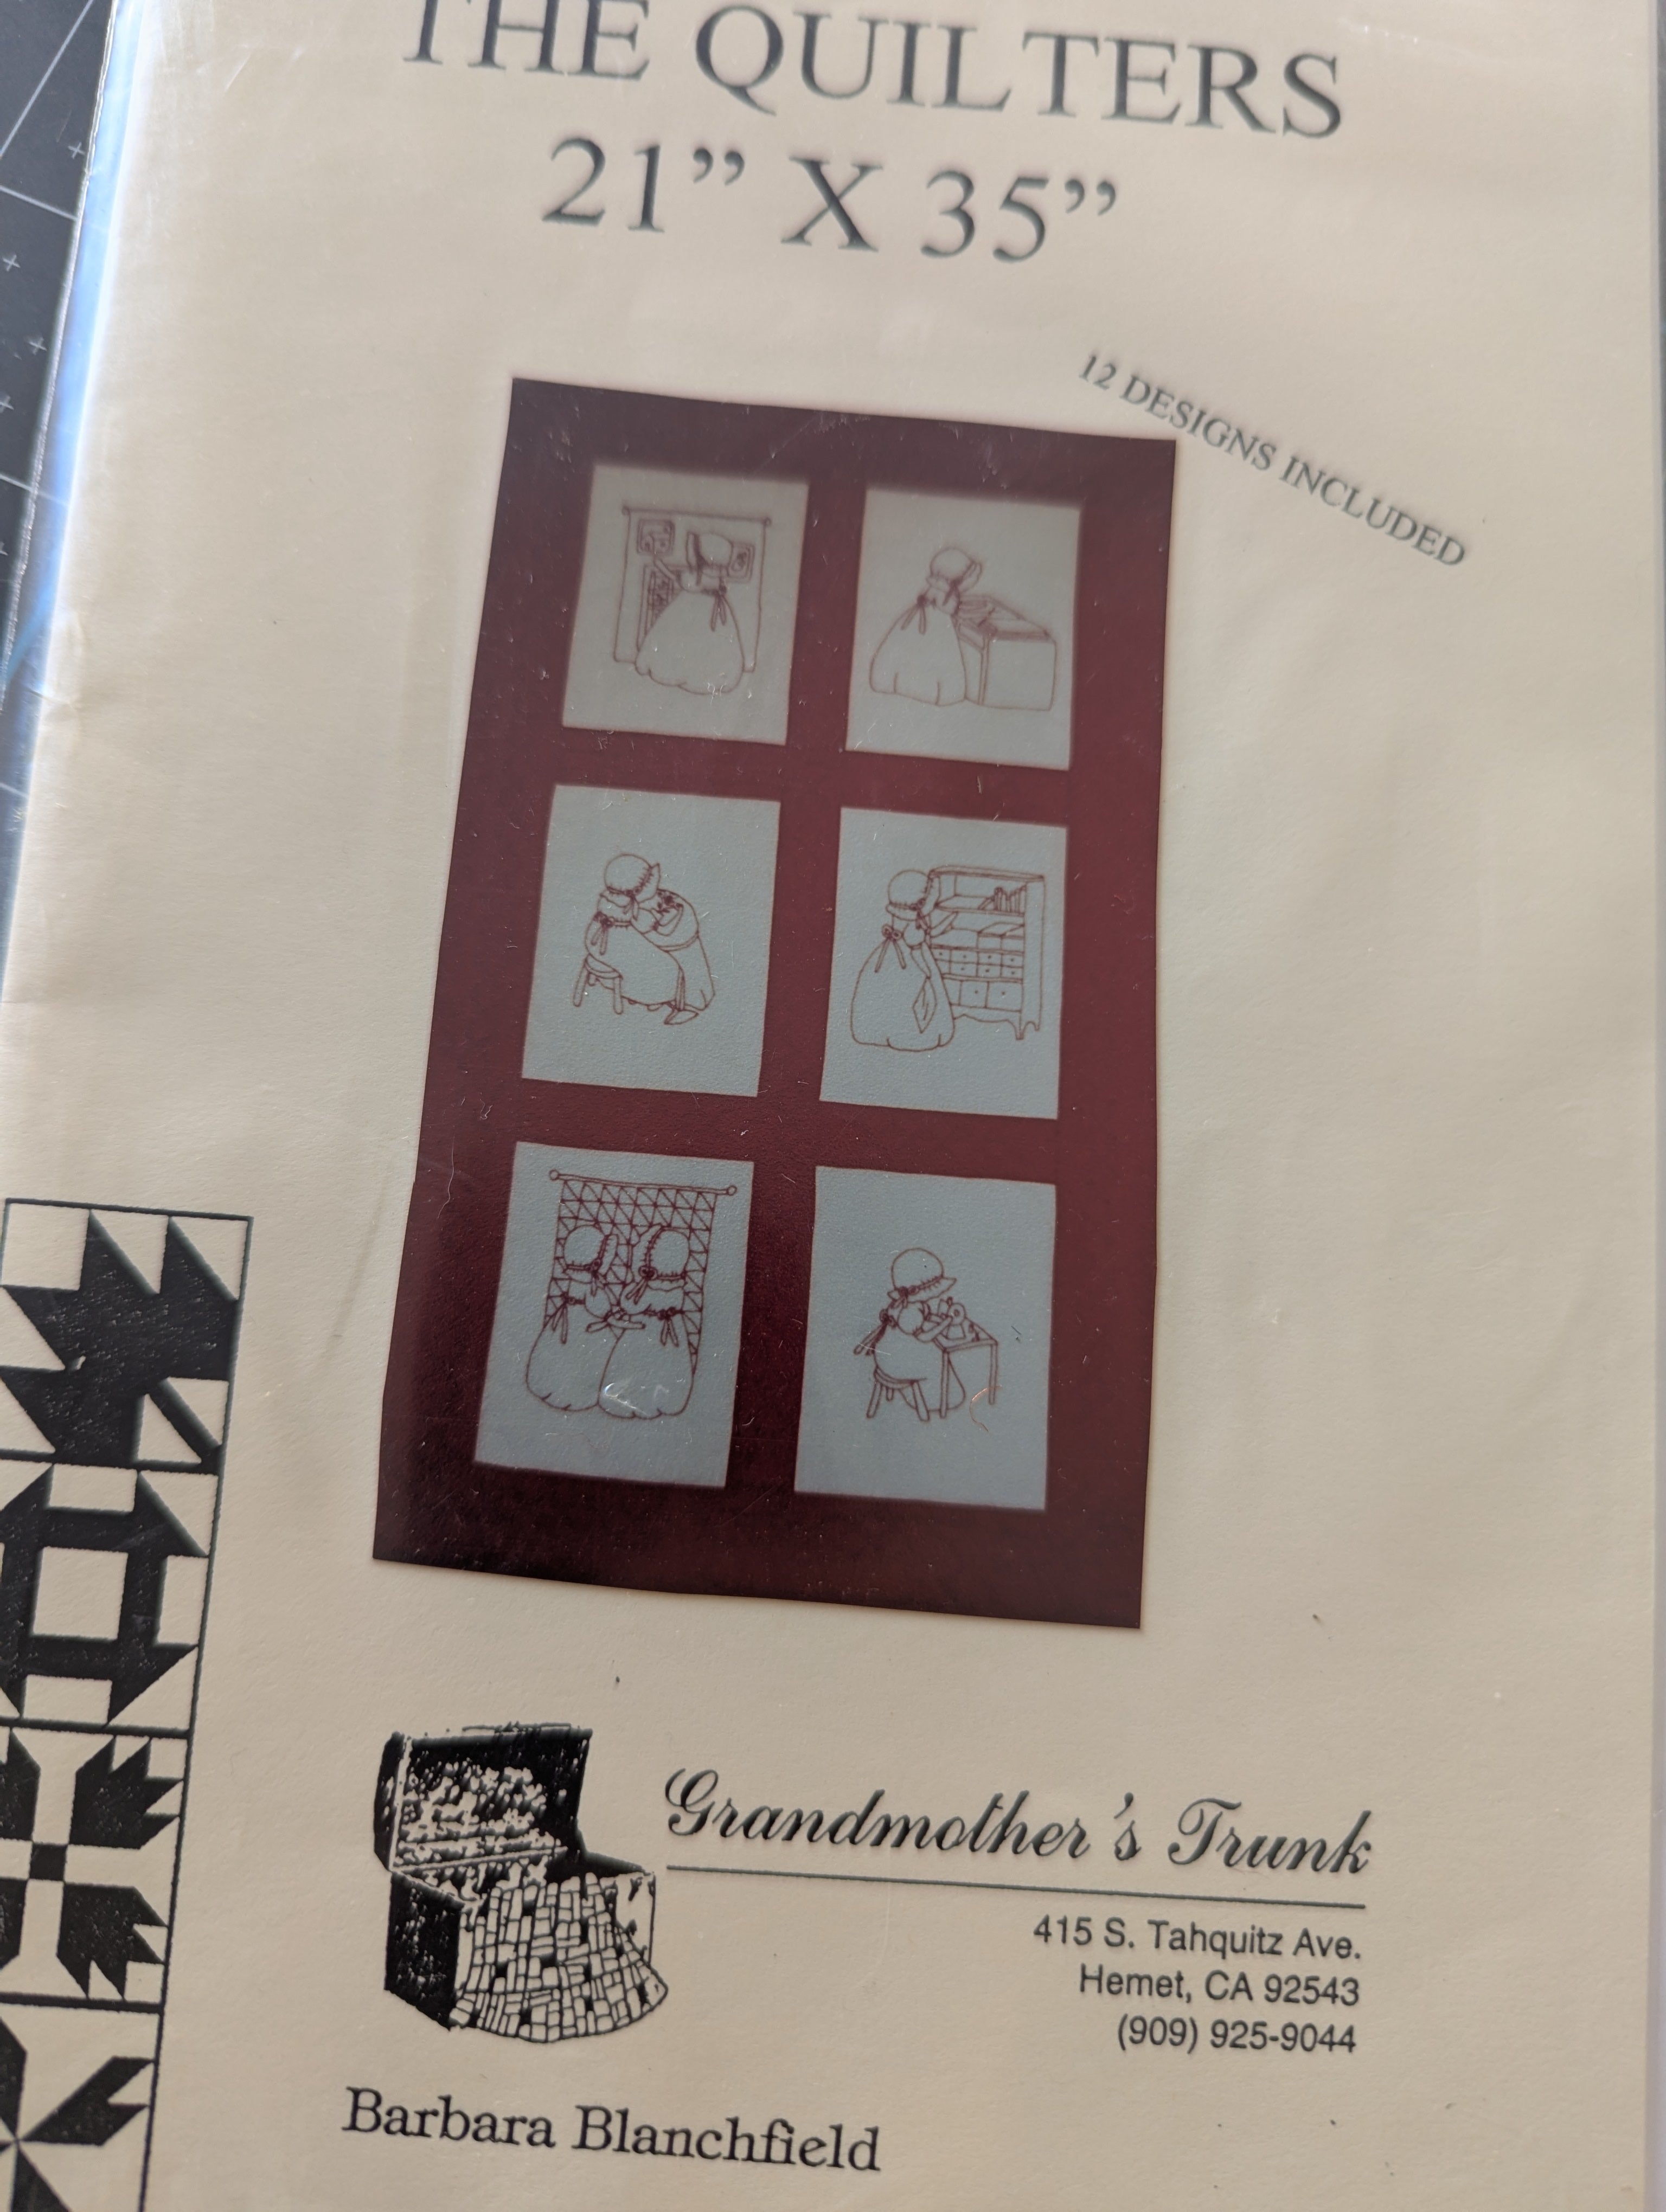 THE QUILTERS
21” X 35”
12 DESIGNS INCLUDED
Grandmother's Trunk
415 S. Tahquitz Ave.
Hemet, CA 92543
(909) 925-9044
Barbara Blanchfield